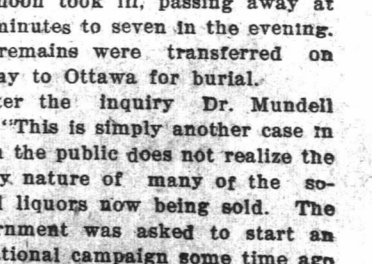 noon took ill, passing away at
minutes to seven in the evening.
remains were transferred on
ay to Ottawa for burial.
ter the inquiry Dr. Mundell
"This is simply another case in
the public does not realize the
y nature of many of the so-
liquors now being sold. The
rnment was asked to start an
tional campaign some time ago